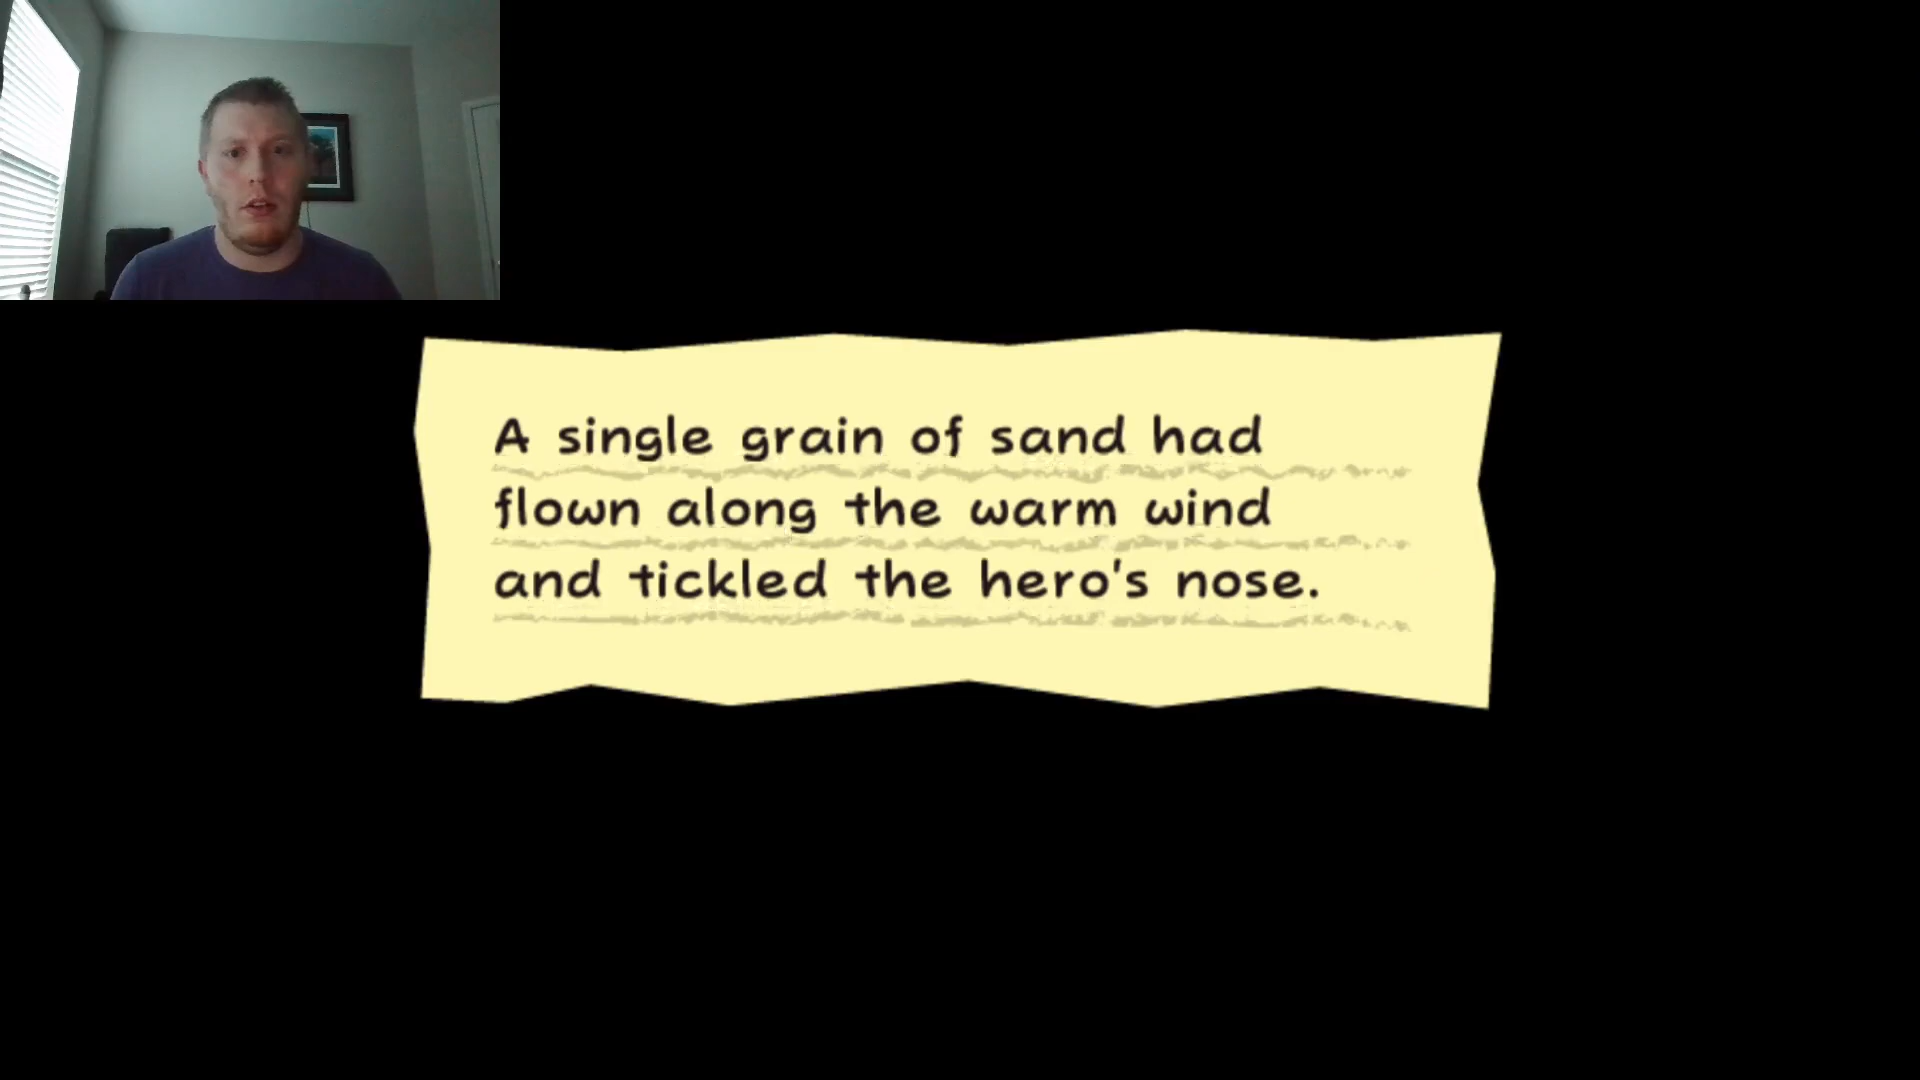 A single grain of sand had
flown along the warm wind
and tickled the hero's nose.